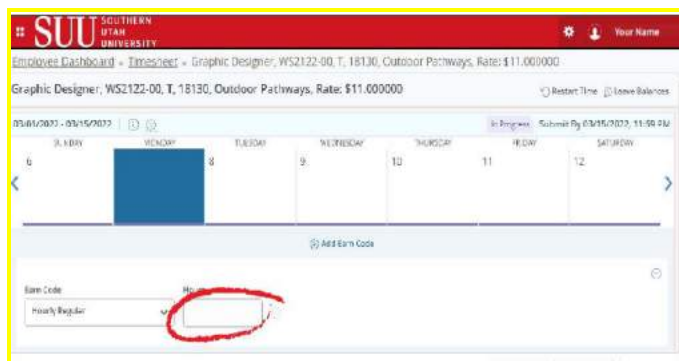 SUU SOUTHERN
UTAH
UNIVERSITY
Your Name
Employee Dashboard • Timesheet • Graphic Designer, WS2122-00, T, 18130, Outdoor Pathways, Rate: $11.000000
Graphic Designer, WS2122-00, T, 18130, Outdoor Pathways, Rate: $11.000000
Restart Time Leave Balances
03/01/2022 - 03/15/2022 In Progress Submit By 03/15/2022, 11:59 PM
SUNDAY MONDAY TUESDAY WEDNESDAY THURSDAY FRIDAY SATURDAY
6 8 9 10 11 12
Add Earn Code
Earn Code
Hourly Regular